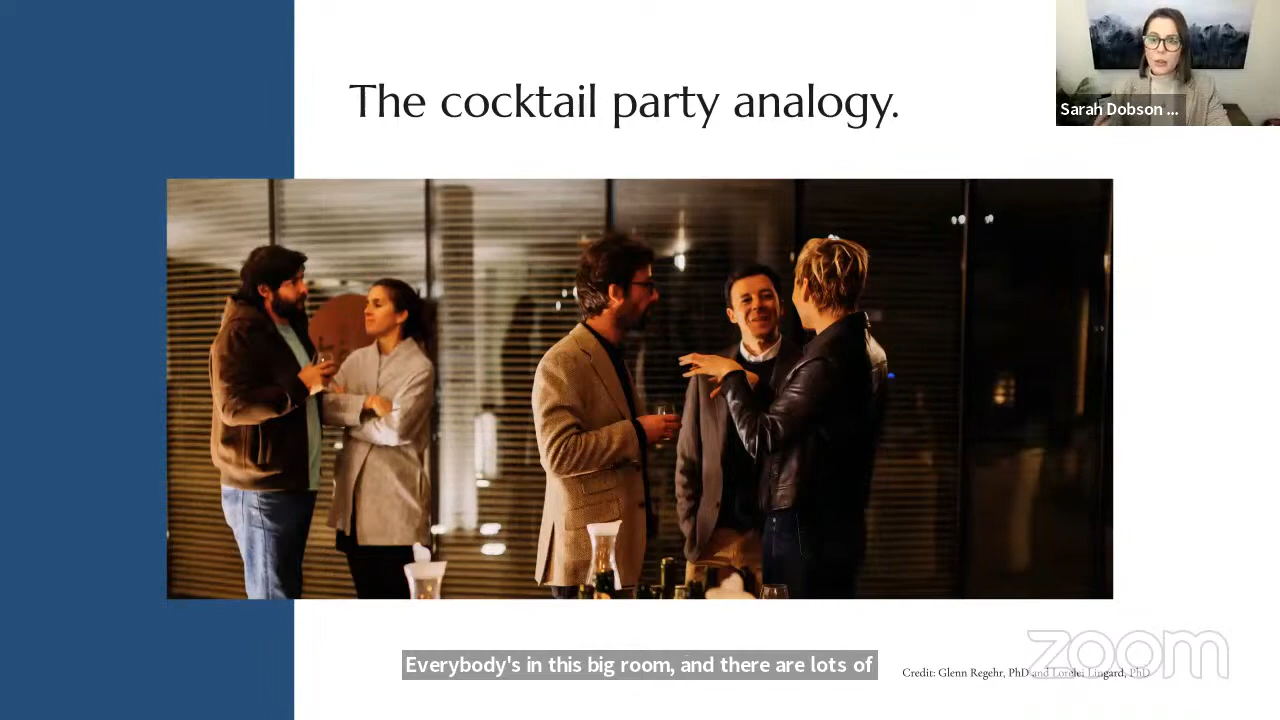 The cocktail party analogy.
Sarah Dobson ...
Everybody's in this big room, and there are lots of
Credit: Glenn Regehr, PhD and Lorelei Lingard, PhD
zoom